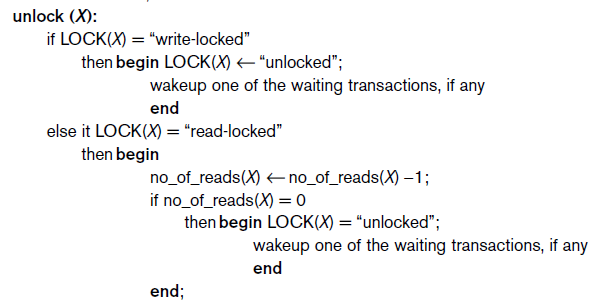 unlock (X):
if LOCK(X) = “write-locked”
then begin LOCK(X) ← “unlocked”;
wakeup one of the waiting transactions, if any
end
else it LOCK(X) = “read-locked”
then begin
no_of_reads(X) ← no_of_reads(X) –1;
if no_of_reads(X) = 0
then begin LOCK(X) = “unlocked”;
wakeup one of the waiting transactions, if any
end
end;